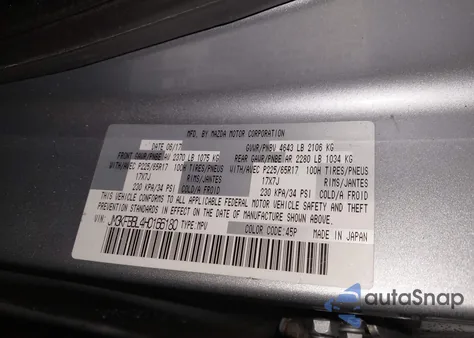 MFD. BY MAZDA MOTOR CORPORATION
DATE 06/17 GVWR/PNBV 4643 LB 2106 KG
FRONT GAWR/PNBE AV 2370 LB 1075 KG REAR GAWR/PNBE AR 2280 LB 1034 KG
WITH/AVEC P225/65R17 100H TIRES/PNEUS WITH/AVEC P225/65R17 100H TIRES/PNEUS
17X7J RIMS/JANTES 17X7J RIMS/JANTES
230 KPA/34 PSI COLD/A FROID 230 KPA/34 PSI COLD/A FROID
THIS VEHICLE CONFORMS TO ALL APPLICABLE FEDERAL MOTOR VEHICLE SAFETY AND THEFT
PREVENTION STANDARDS IN EFFECT ON THE DATE OF MANUFACTURE SHOWN ABOVE.
VIN: TYPE:MPV COLOR CODE:45P MADE IN JAPAN
autoSnap